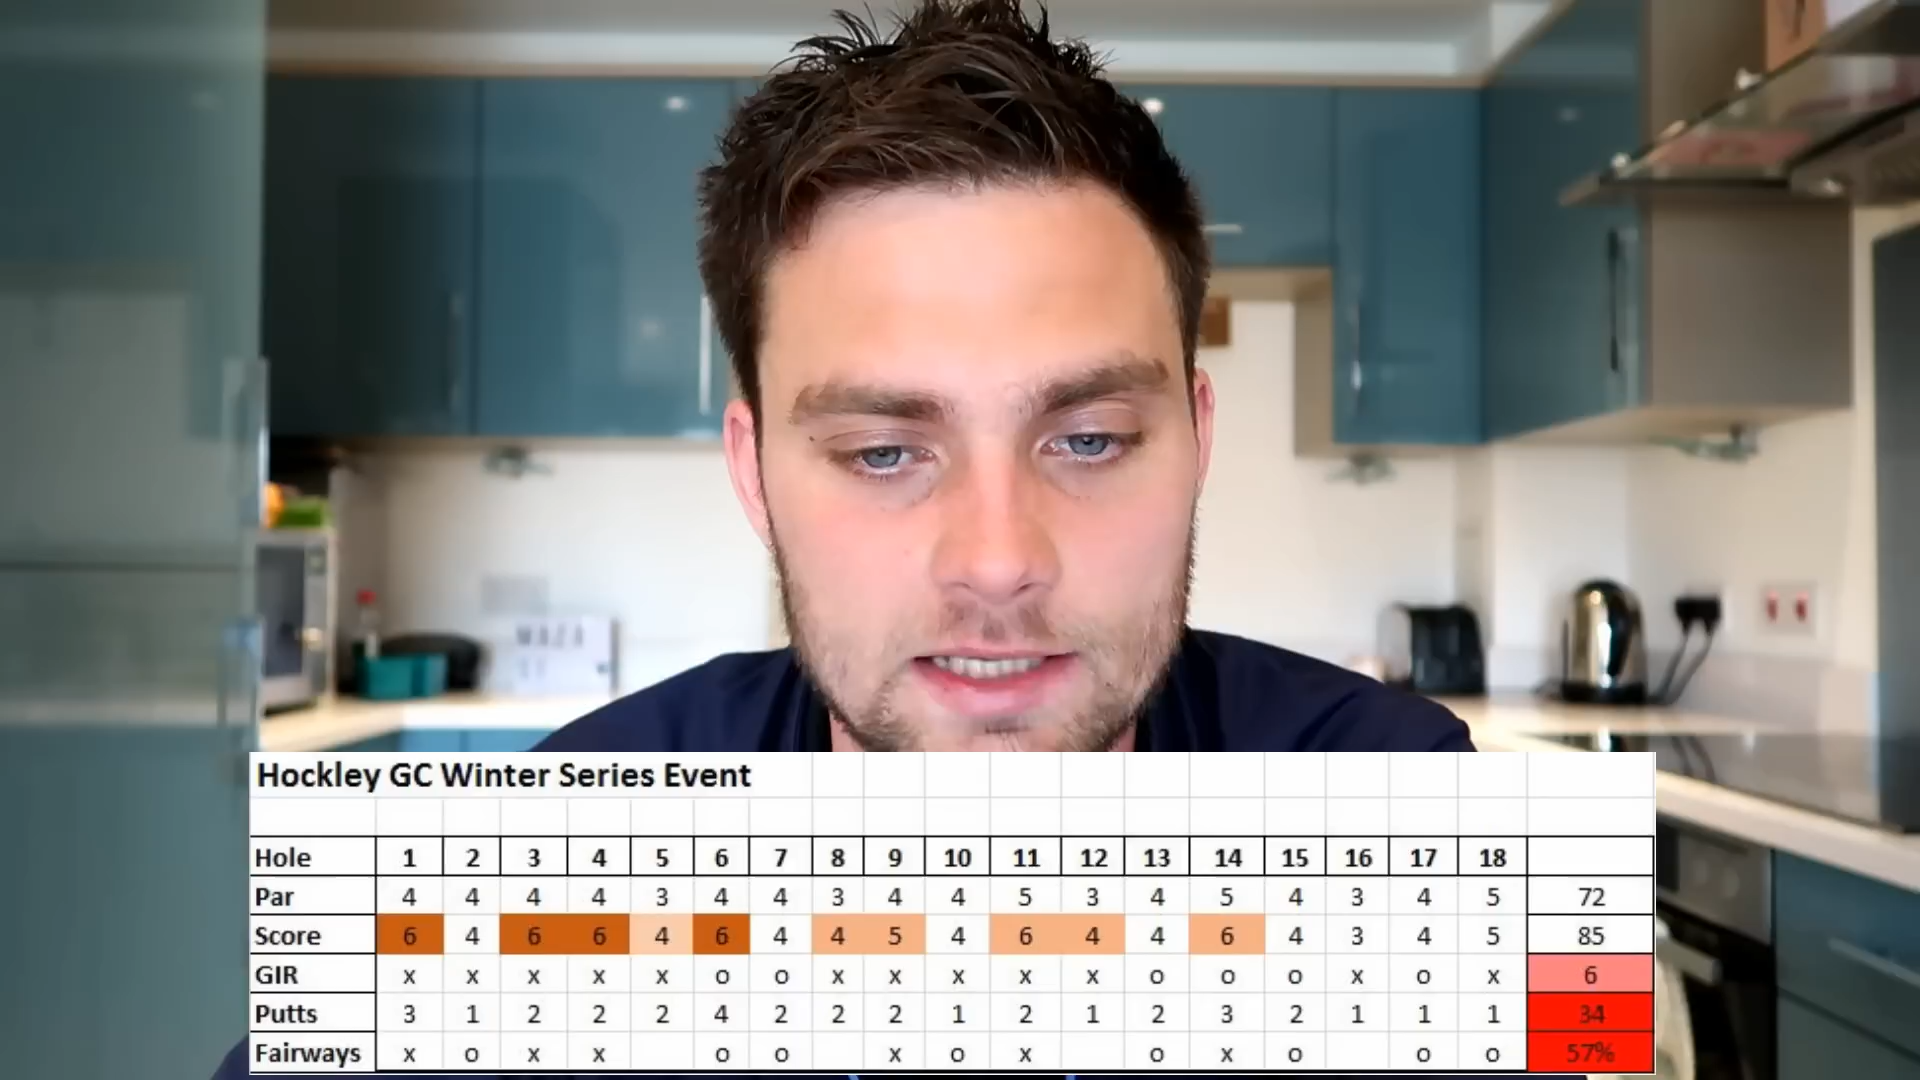 MAZA
Hockley GC Winter Series Event
Hole 1 2 3 4 5 6 7 8 9 10 11 12 13 14 15 16 17 18
Par 4 4 4 4 3 4 4 3 4 4 5 3 4 5 4 3 4 5 72
Score 6 4 6 6 4 6 4 4 5 4 6 4 4 6 4 3 4 5 85
GIR x x x x x o o x x x x x o o o x o x 6
Putts 3 1 2 2 2 4 2 2 2 1 2 1 2 3 2 1 1 1 34
Fairways x o x x o o x o x o x o o o 57%